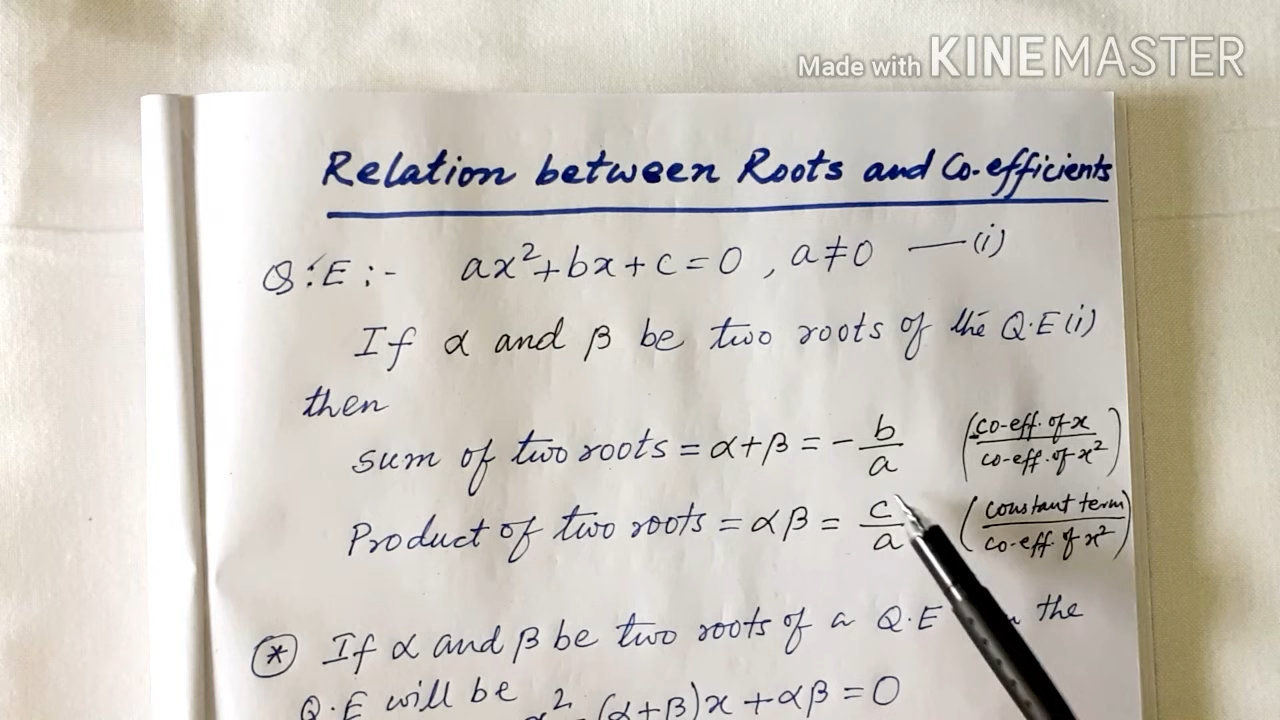 Made with KINEMASTER
Relation between Roots and Co-efficients
Q.E :- ax²+bx+c=0 , a≠0 —(i)
If α and β be two roots of the Q.E (i)
then
sum of two roots = α+β = - b/a (-co-eff. of x/co-eff. of x²)
Product of two roots = αβ = c/a (constant term/co-eff. of x²)
* If α and β be two roots of a Q.E the
Q.E will be x² (α+β)x + αβ = 0